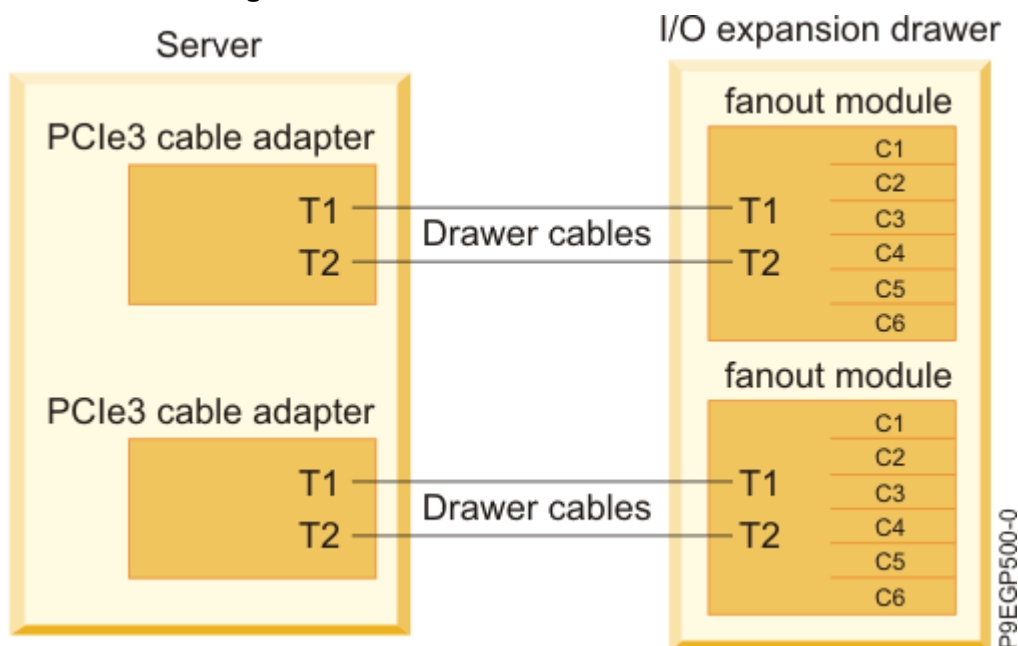 Server
PCIe3 cable adapter
T1
T2
PCIe3 cable adapter
T1
T2
Drawer cables
Drawer cables
I/O expansion drawer
fanout module
T1
T2
C1
C2
C3
C4
C5
C6
fanout module
T1
T2
C1
C2
C3
C4
C5
C6
P9EGP500-0